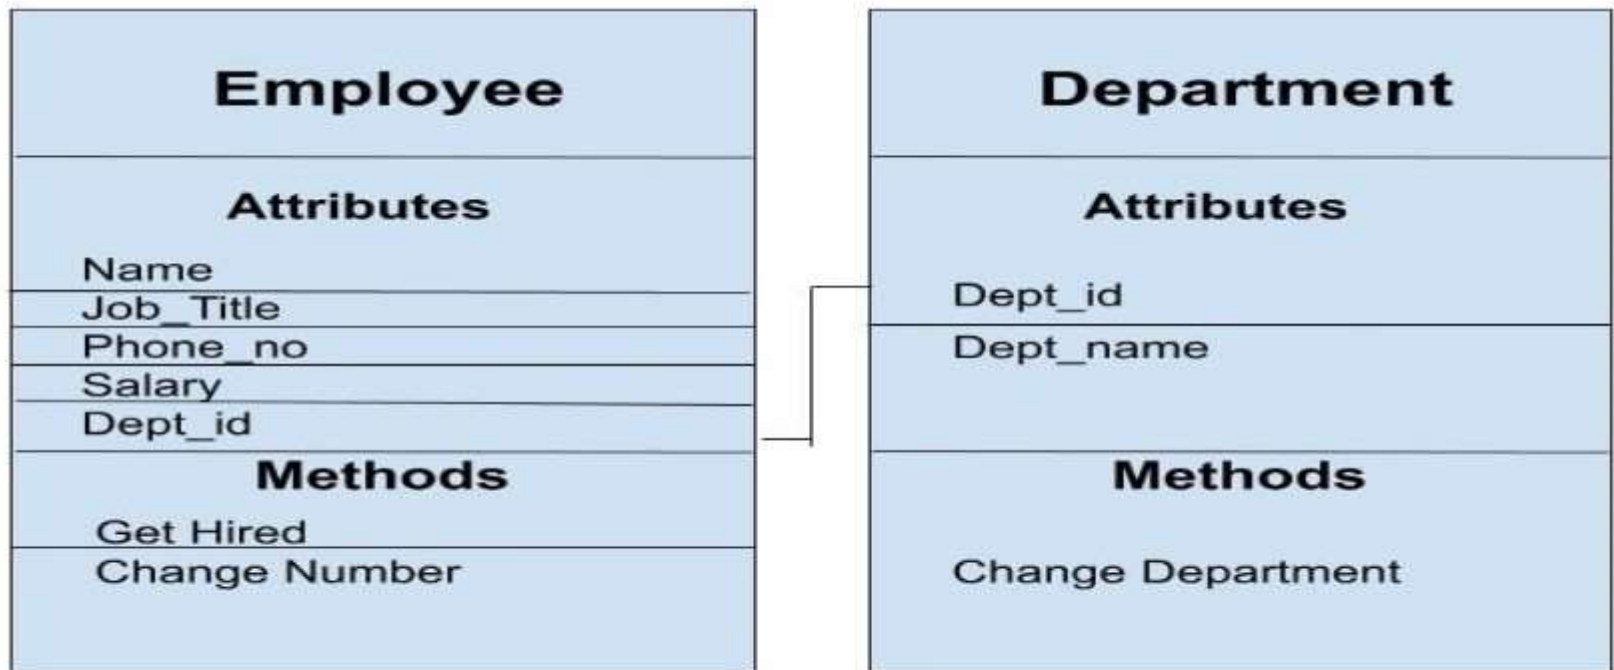 Employee
Attributes
Name
Job_Title
Phone_no
Salary
Dept_id
Methods
Get Hired
Change Number
Department
Attributes
Dept_id
Dept_name
Methods
Change Department